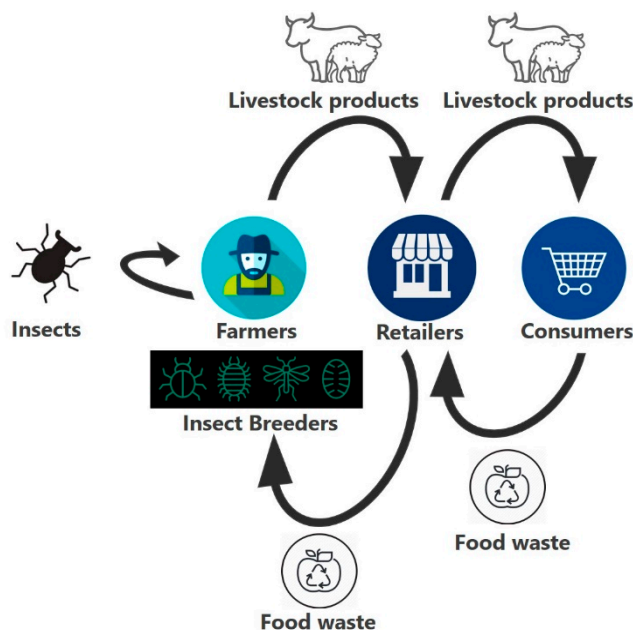 Livestock products
Livestock products
Insects
Farmers
Retailers
Consumers
Insect Breeders
Food waste
Food waste